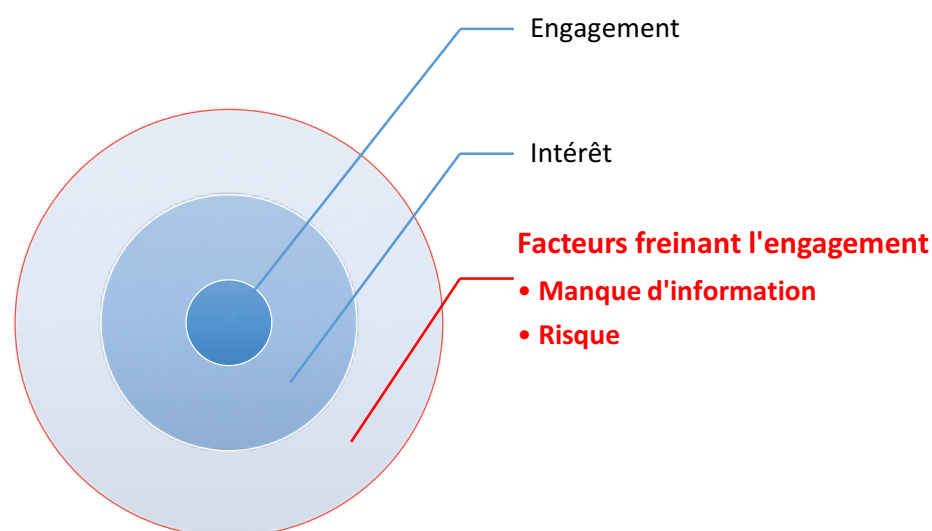 Engagement
Intérêt
Facteurs freinant l'engagement
• Manque d'information
• Risque